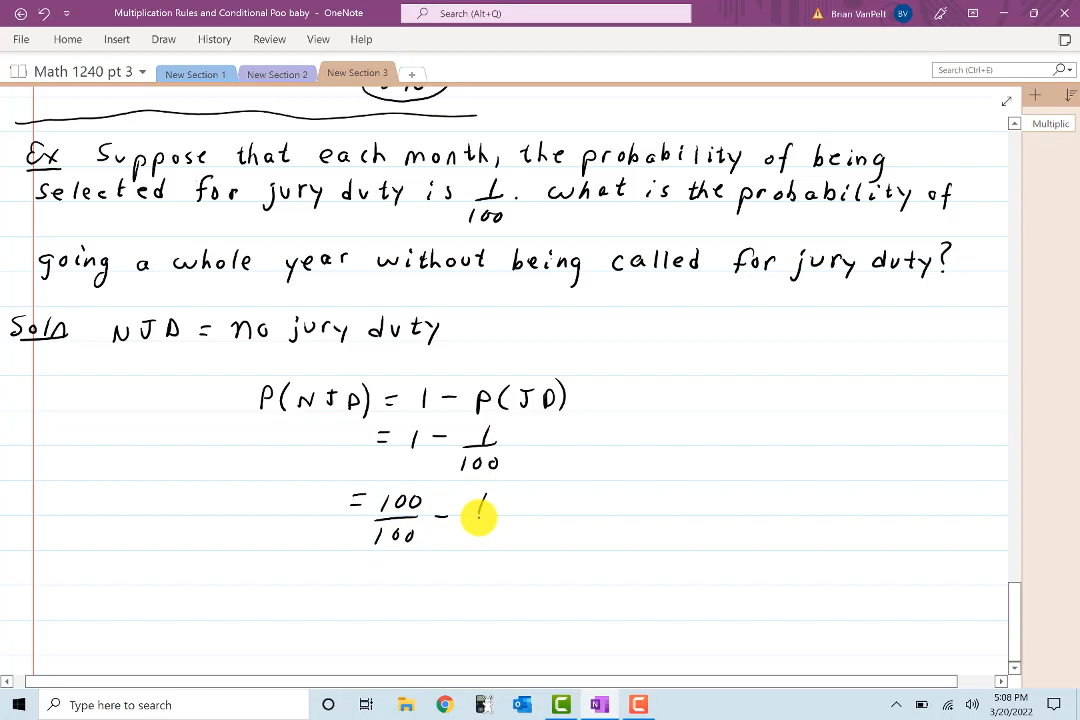 Multiplication Rules and Conditional Poo baby - OneNote
Search (Alt+Q)
Brian VanPelt
BV
File Home Insert Draw History Review View Help
Math 1240 pt 3
New Section 1
New Section 2
New Section 3
Search (Ctrl+E)
Multiplic
Ex Suppose that each month, the probability of being
selected for jury duty is 1/100. What is the probability of
going a whole year without being called for jury duty?
Soln NJD = no jury duty
P(NJD) = 1 - P(JD)
= 1 - 1/100
= 100/100 - 1
Type here to search
5:08 PM
3/20/2022